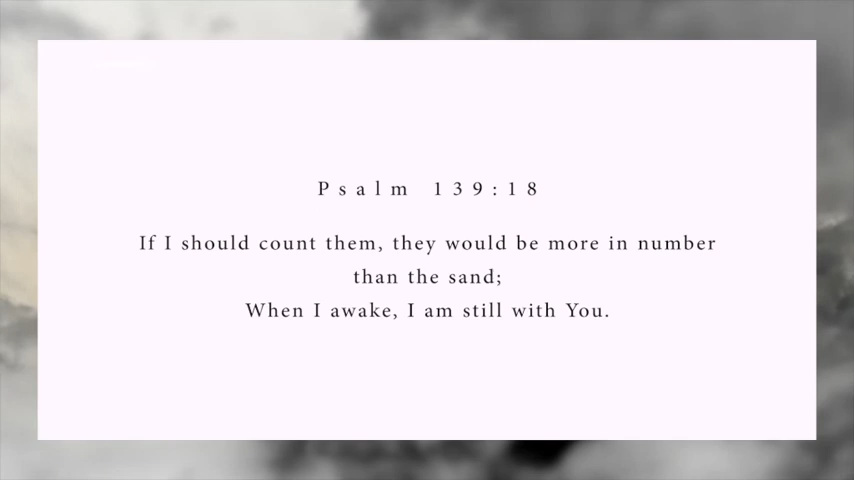 Psalm 139:18
If I should count them, they would be more in number
than the sand;
When I awake, I am still with You.